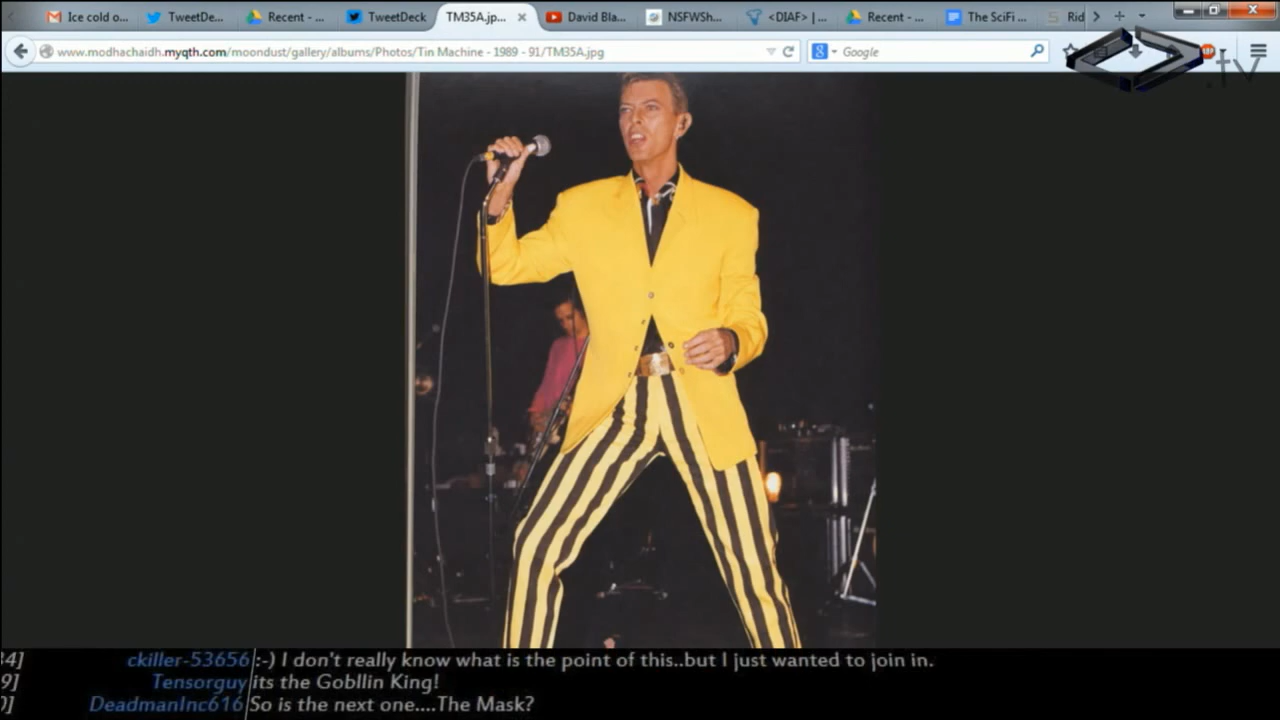 Ice cold o...
TweetDe...
Recent - ...
TweetDeck
TM35A.jp...
David Bla...
NSFWSh...
<DIAF> | ...
Recent - ...
The SciFi ...
Rid
www.modhachaidh.myqth.com/moondust/gallery/albums/Photos/Tin Machine - 1989 - 91/TM35A.jpg
Google
.tv
34] ckiller-53656 :-) I don't really know what is the point of this..but I just wanted to join in.
9] Tensorguy its the Gobllin King!
0] DeadmanInc616 So is the next one....The Mask?